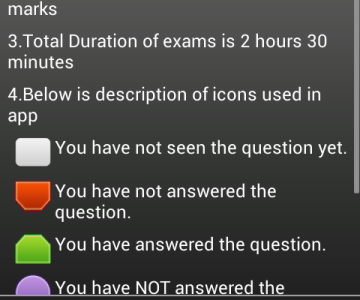 marks
3.Total Duration of exams is 2 hours 30
minutes
4.Below is description of icons used in
app
You have not seen the question yet.
You have not answered the
question.
You have answered the question.
You have NOT answered the